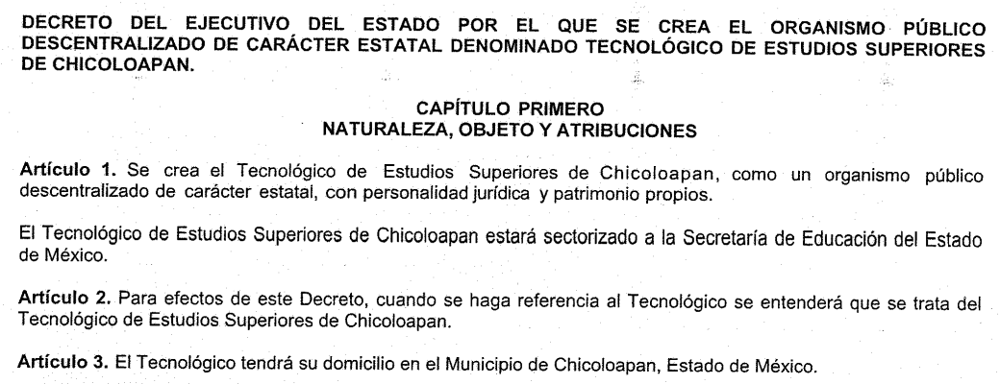 DECRETO DEL EJECUTIVO DEL ESTADO POR EL QUE SE CREA EL ORGANISMO PÚBLICO
DESCENTRALIZADO DE CARÁCTER ESTATAL DENOMINADO TECNOLÓGICO DE ESTUDIOS SUPERIORES
DE CHICOLOAPAN.
CAPÍTULO PRIMERO
NATURALEZA, OBJETO Y ATRIBUCIONES
Artículo 1. Se crea el Tecnológico de Estudios Superiores de Chicoloapan, como un organismo público
descentralizado de carácter estatal, con personalidad jurídica y patrimonio propios.
El Tecnológico de Estudios Superiores de Chicoloapan estará sectorizado a la Secretaría de Educación del Estado
de México.
Artículo 2. Para efectos de este Decreto, cuando se haga referencia al Tecnológico se entenderá que se trata del
Tecnológico de Estudios Superiores de Chicoloapan.
Artículo 3. El Tecnológico tendrá su domicilio en el Municipio de Chicoloapan, Estado de México.